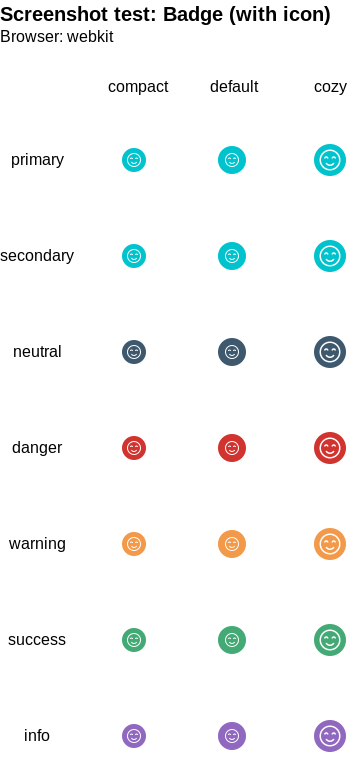 Screenshot test: Badge (with icon)
Browser: webkit
compact default cozy
primary
secondary
neutral
danger
warning
success
info